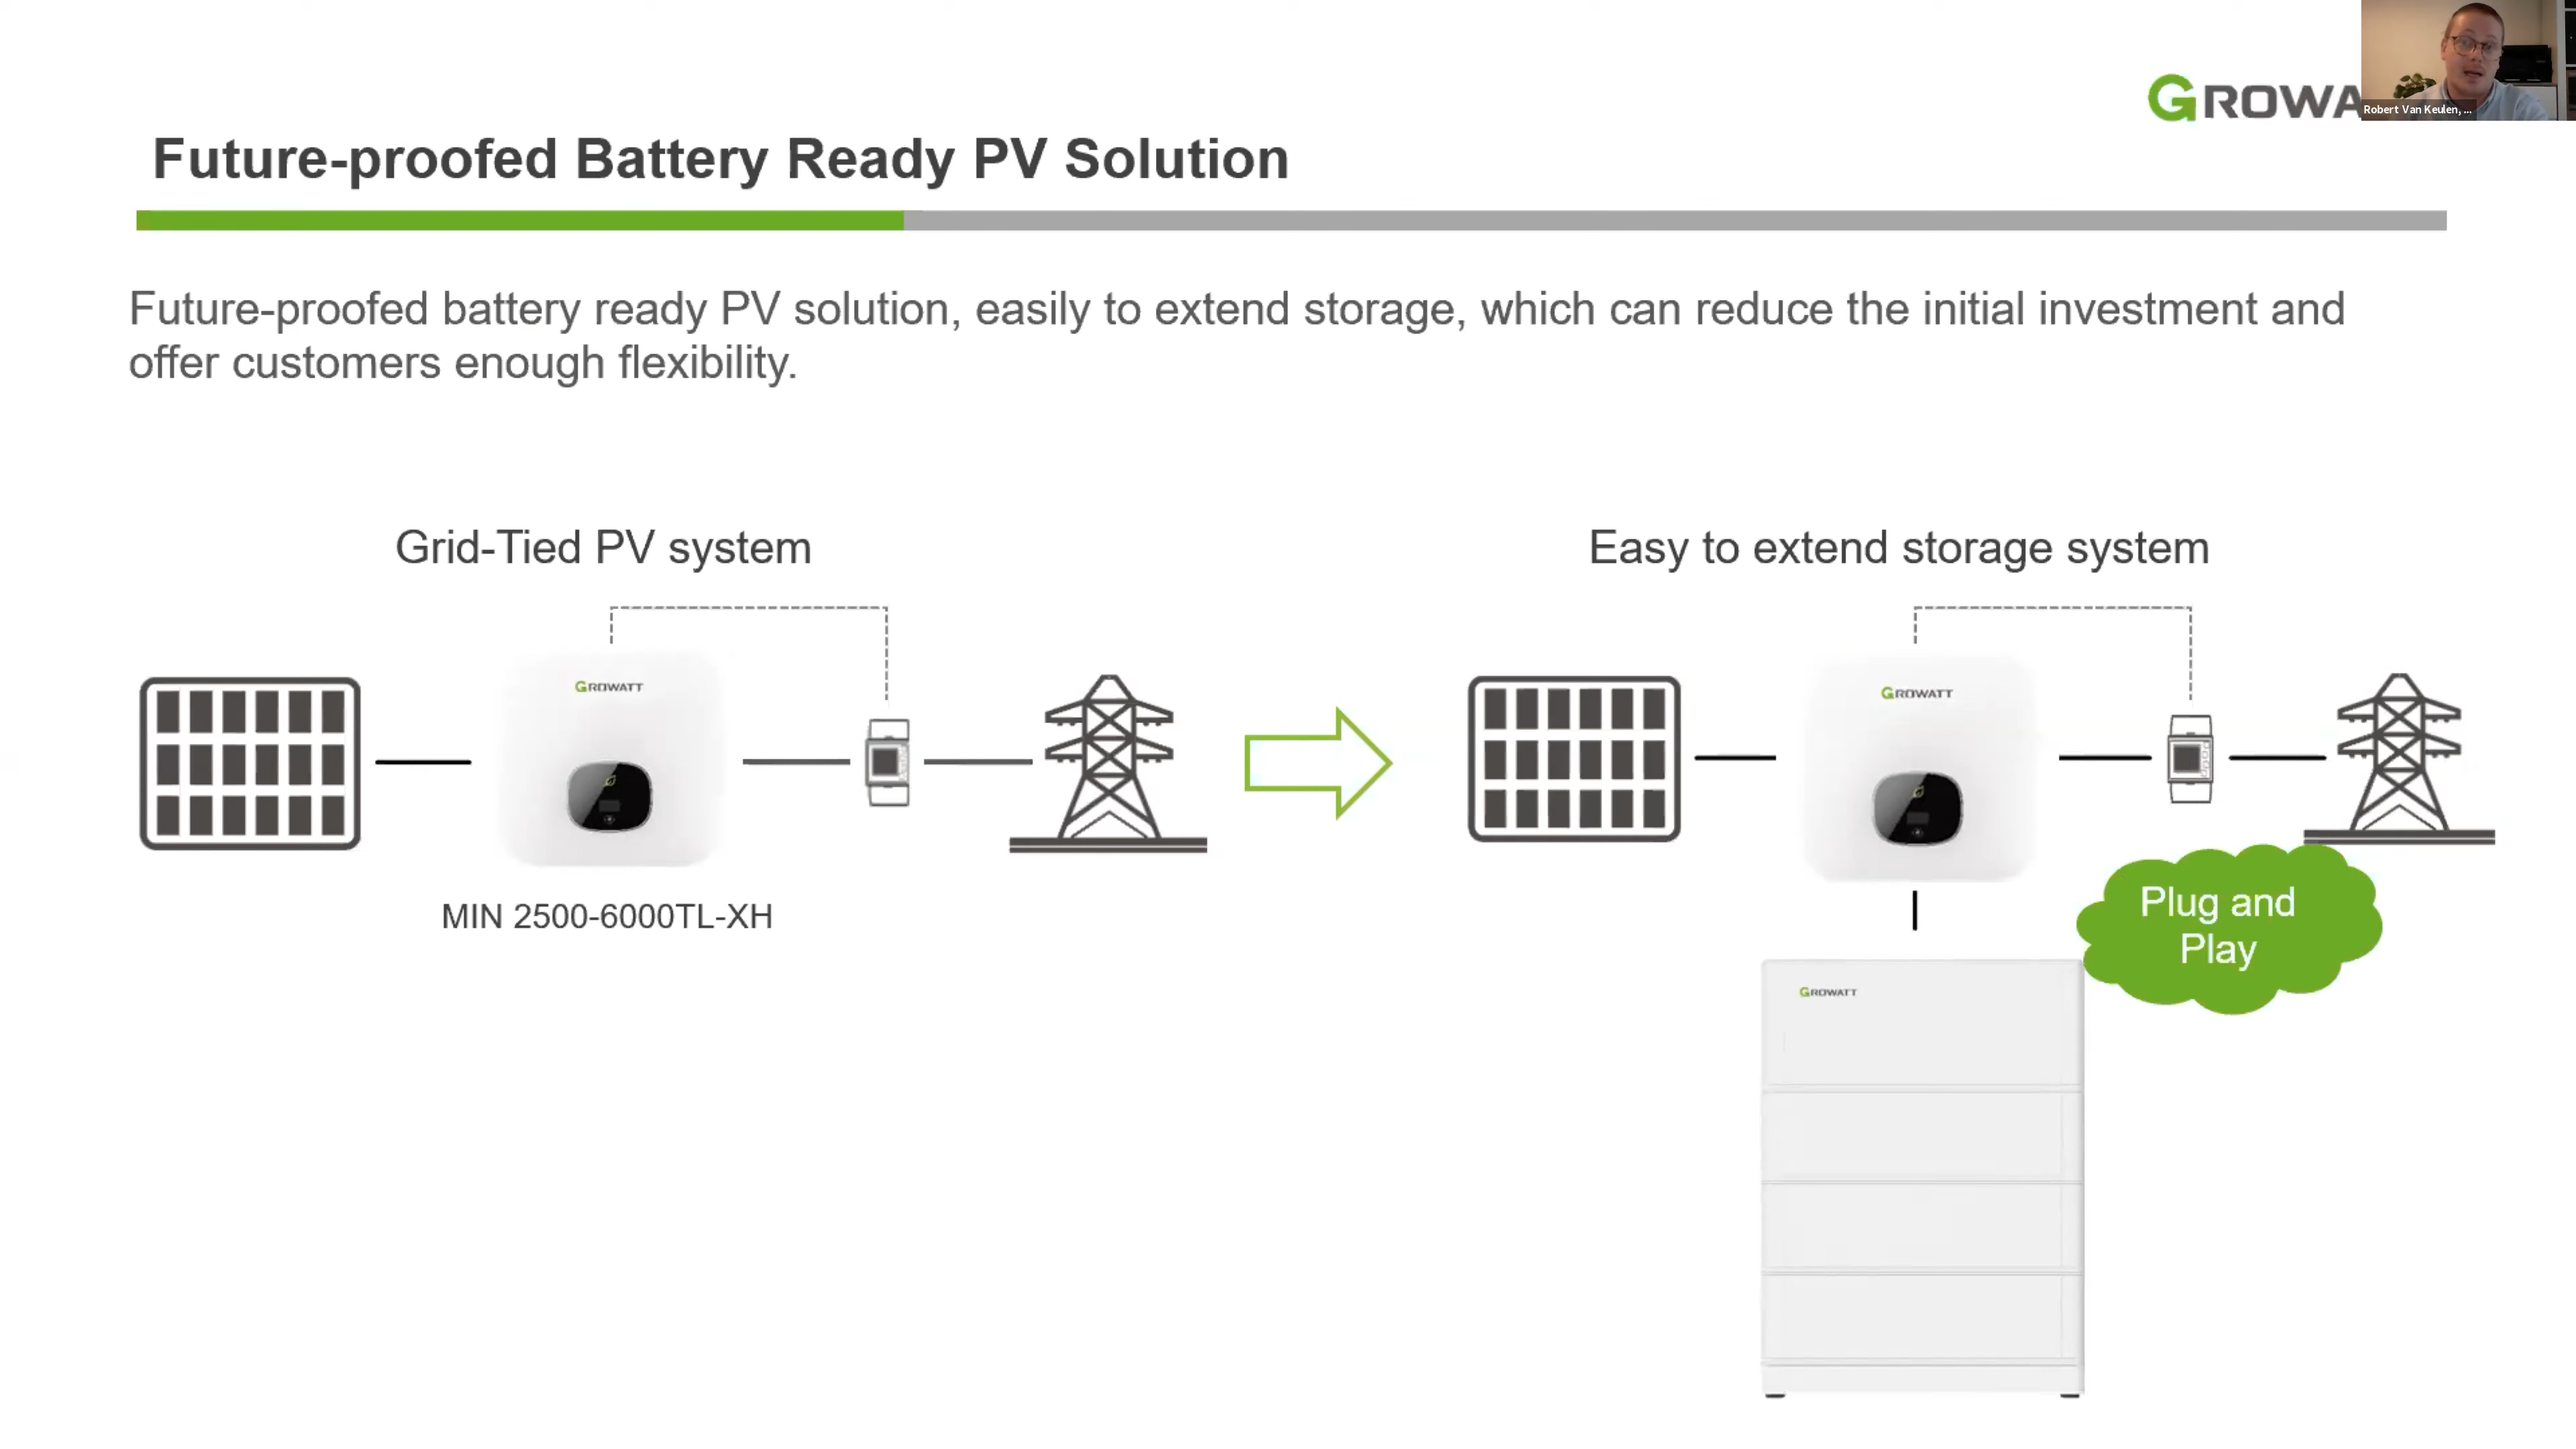 GROWA
Robert Van Keulen, ...
Future-proofed Battery Ready PV Solution
Future-proofed battery ready PV solution, easily to extend storage, which can reduce the initial investment and
offer customers enough flexibility.
Grid-Tied PV system
GROWATT
MIN 2500-6000TL-XH
Easy to extend storage system
GROWATT
Plug and
Play
GROWATT